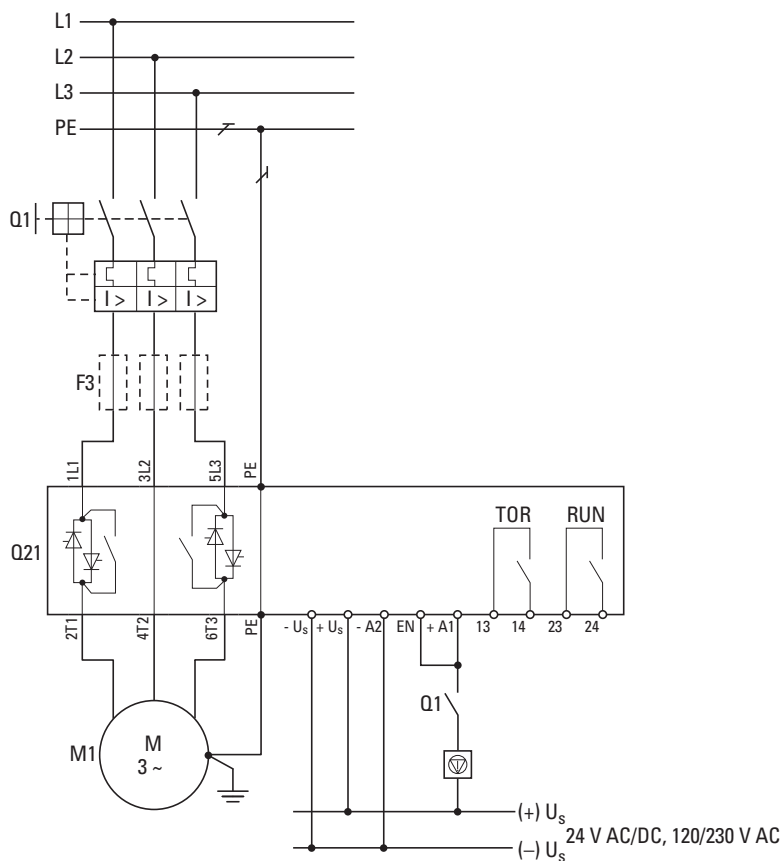 L1
L2
L3
PE
Q1
I > I > I >
F3
1L1 3L2 5L3 PE
TOR RUN
Q21
2T1 4T2 6T3 PE
- Us + Us - A2 EN + A1 13 14 23 24
Q1
M1
M
3 ~
(+) Us
(–) Us 24 V AC/DC, 120/230 V AC